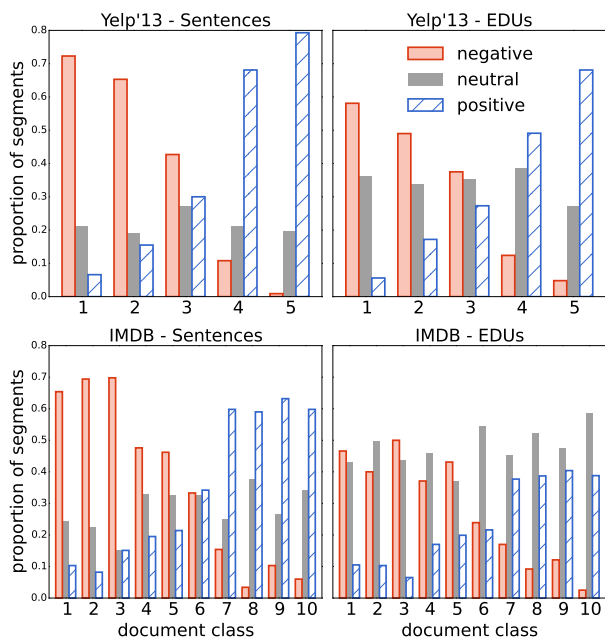 Yelp'13 - Sentences
Yelp'13 - EDUs
proportion of segments
0.8
0.7
0.6
0.5
0.4
0.3
0.2
0.1
0.0
negative
neutral
positive
1 2 3 4 5
1 2 3 4 5
IMDB - Sentences
IMDB - EDUs
proportion of segments
0.8
0.7
0.6
0.5
0.4
0.3
0.2
0.1
0.0
1 2 3 4 5 6 7 8 9 10
1 2 3 4 5 6 7 8 9 10
document class
document class